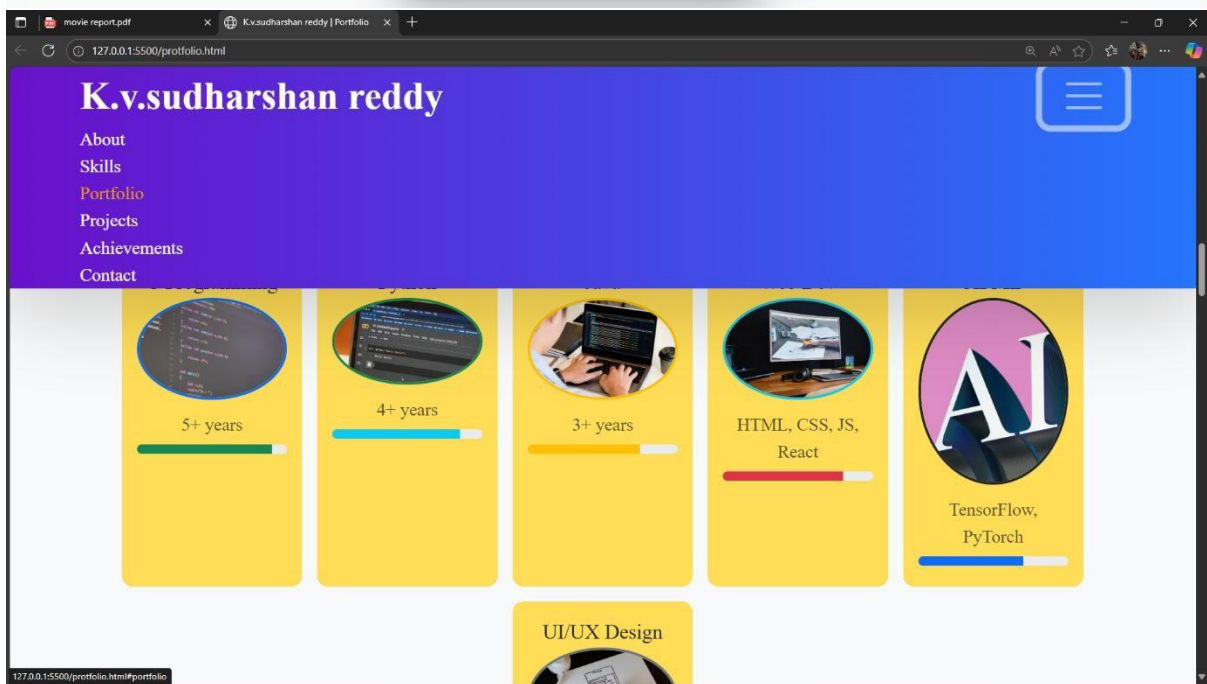 movie report.pdf
K.v.sudharshan reddy | Portfolio
127.0.0.1:5500/protfolio.html
K.v.sudharshan reddy
About
Skills
Portfolio
Projects
Achievements
Contact
5+ years
4+ years
3+ years
HTML, CSS, JS,
React
AI
TensorFlow,
PyTorch
UI/UX Design
127.0.0.1:5500/protfolio.html#portfolio